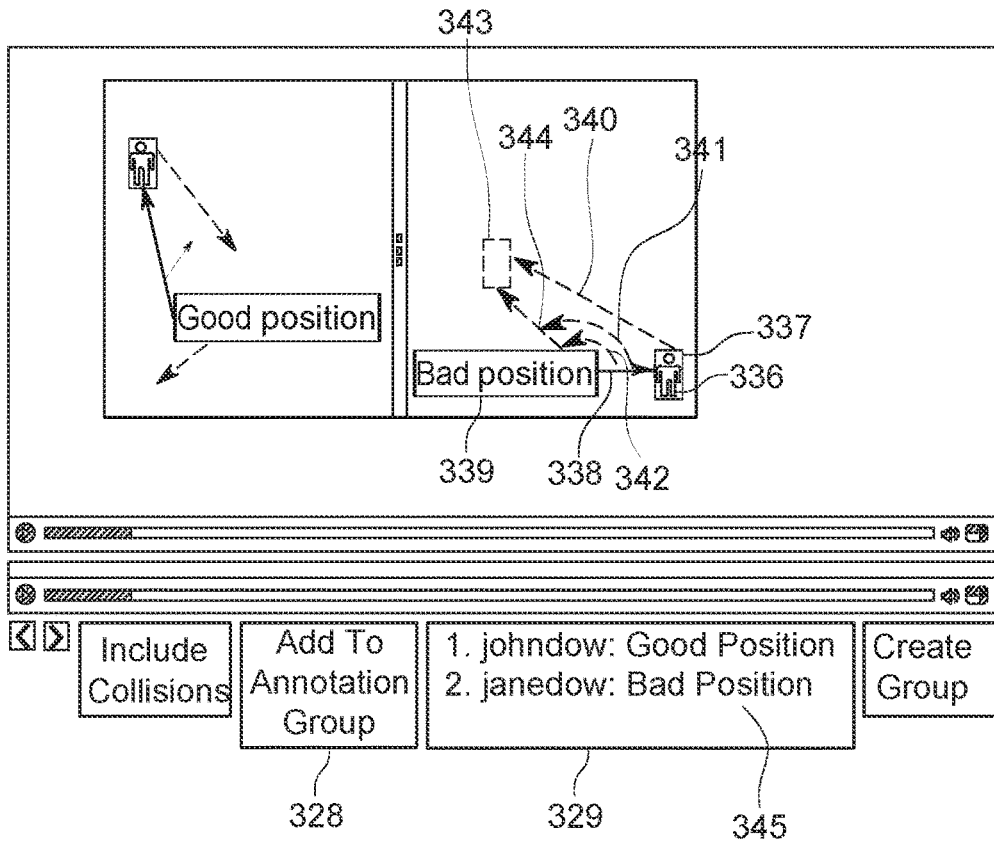 343
344
340
341
337
336
Good position
Bad position
339
338
342
Include
Collisions
Add To
Annotation
Group
1. johndow: Good Position
2. janedow: Bad Position
Create
Group
328
329
345